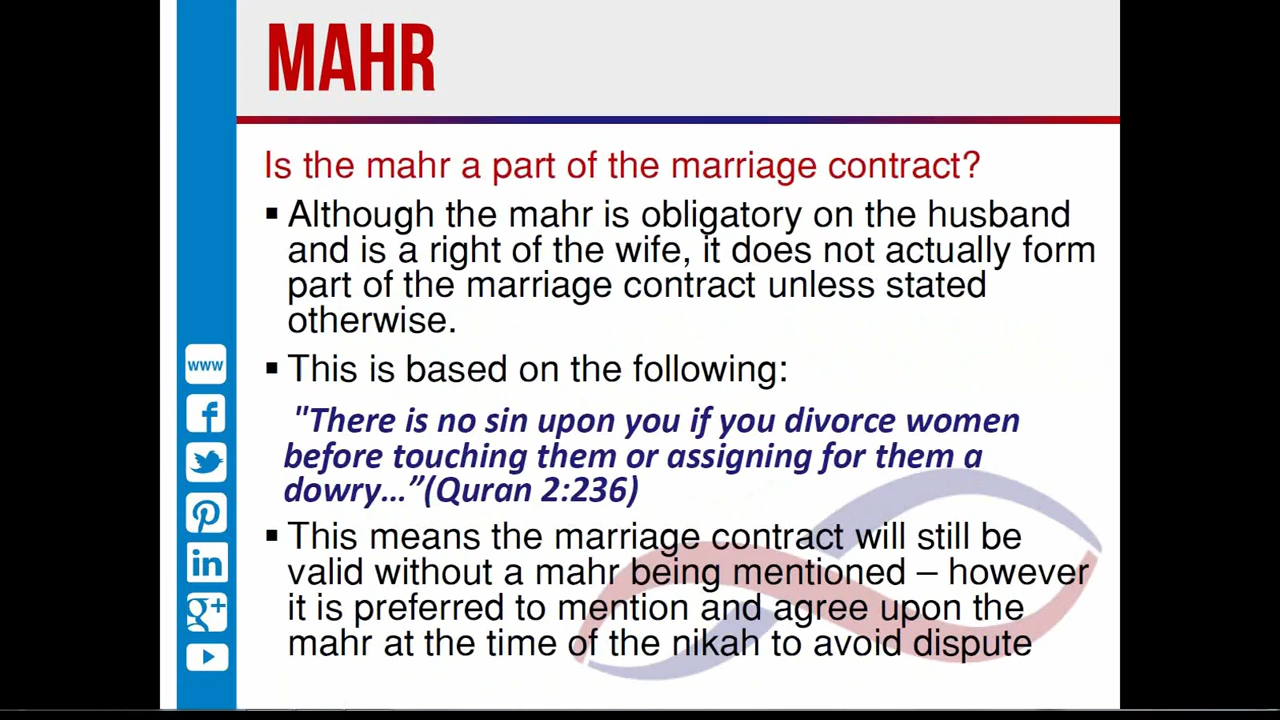 MAHR
Is the mahr a part of the marriage contract?
▪ Although the mahr is obligatory on the husband
and is a right of the wife, it does not actually form
part of the marriage contract unless stated
otherwise.
▪ This is based on the following:
"There is no sin upon you if you divorce women
before touching them or assigning for them a
dowry...”(Quran 2:236)
▪ This means the marriage contract will still be
valid without a mahr being mentioned – however
it is preferred to mention and agree upon the
mahr at the time of the nikah to avoid dispute
www
f
in
g+